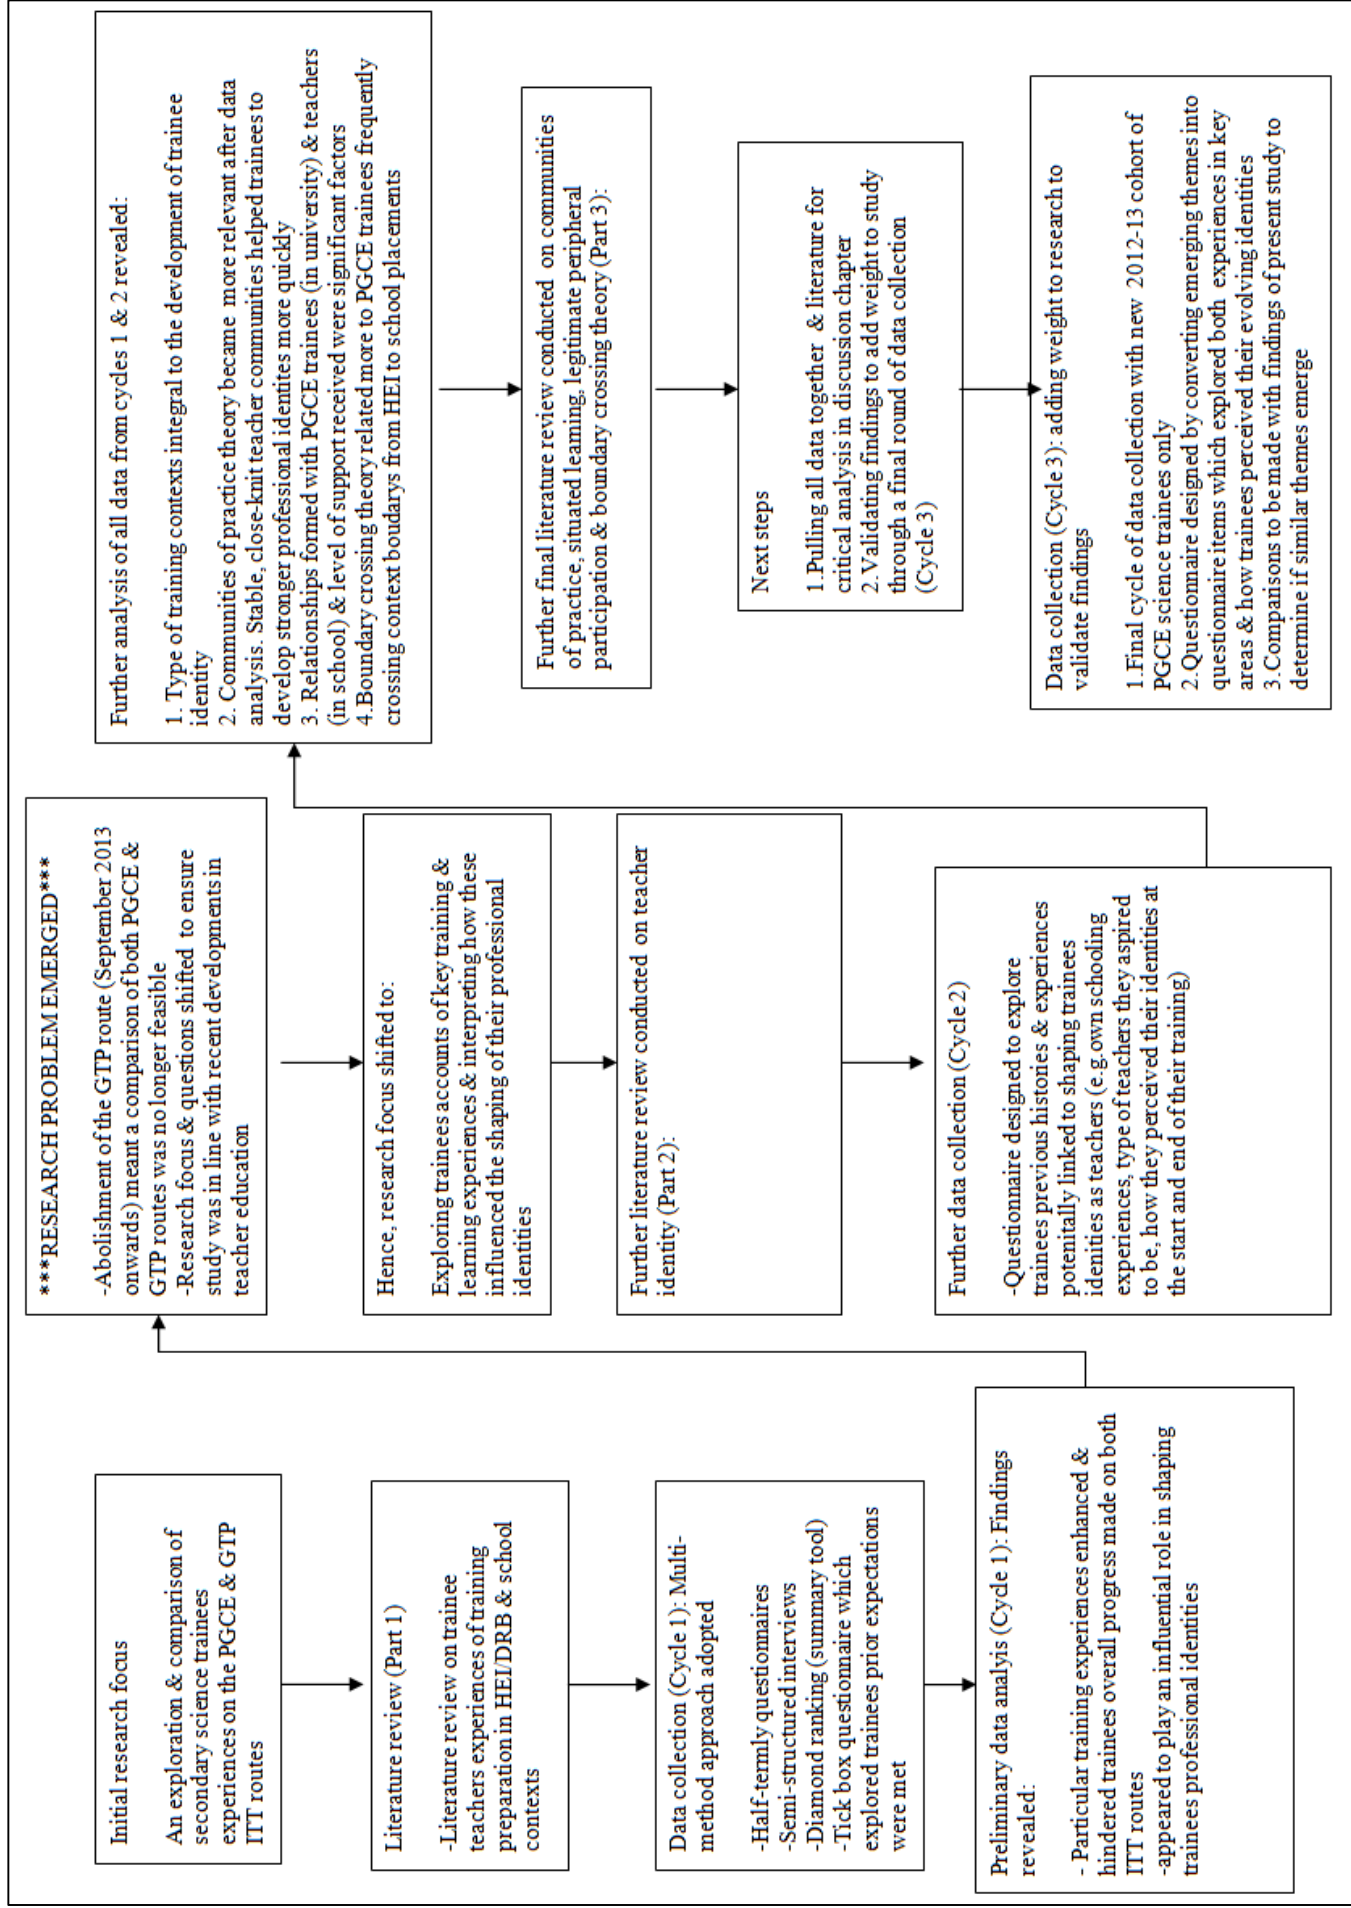 Initial research focus
An exploration & comparison of
secondary science trainees
experiences on the PGCE & GTP
ITT routes
Literature review (Part 1)
-Literature review on trainee
teachers experiences of training
preparation in HEI/DRB & school
contexts
Data collection (Cycle 1): Multi-
method approach adopted
-Half-termly questionnaires
-Semi-structured interviews
-Diamond ranking (summary tool)
-Tick box questionnaire which
explored trainees prior expectations
were met
Preliminary data analyis (Cycle 1): Findings
revealed:
- Particular training experiences enhanced &
hindered trainees overall progress made on both
ITT routes
-appeared to play an influential role in shaping
trainees professional identities
***RESEARCH PROBLEM EMERGED***
-Abolishment of the GTP route (September 2013
onwards) meant a comparison of both PGCE &
GTP routes was no longer feasible
-Research focus & questions shifted to ensure
study was in line with recent developments in
teacher education
Hence, research focus shifted to:
Exploring trainees accounts of key training &
learning experiences & interpreting how these
influenced the shaping of their professional
identities
Further literature review conducted on teacher
identity (Part 2):
Further data collection (Cycle 2)
-Questionnaire designed to explore
trainees previous histories & experiences
potenitally linked to shaping trainees
idenities as teachers (e.g. own schooling
experiences, type of teachers they aspired
to be, how they perceived their identities at
the start and end of their training)
Further analysis of all data from cycles 1 & 2 revealed:
1. Type of training contexts integral to the development of trainee
identity
2. Communities of practice theory became more relevant after data
analysis. Stable, close-knit teacher communities helped trainees to
develop stronger professional identites more quickly
3. Relationships formed with PGCE trainees (in university) & teachers
(in school) & level of support received were significant factors
4.Boundary crossing theory related more to PGCE trainees frequently
crossing context boudarys from HEI to school placements
Further final literature review conducted on communities
of practice, situated learning, legitimate peripheral
participation & boundary crossing theory (Part 3):
Next steps
1.Pulling all data together & literature for
critical analysis in discussion chapter
2.Validating findings to add weight to study
through a final round of data collection
(Cycle 3)
Data collection (Cycle 3): adding weight to research to
validate findings
1.Final cycle of data collection with new 2012-13 cohort of
PGCE science trainees only
2.Questionnaire designed by converting emerging themes into
questionnaire items which explored both experiences in key
areas & how trainees perceived their evolving identities
3.Comparisons to be made with findings of present study to
determine if similar themes emerge